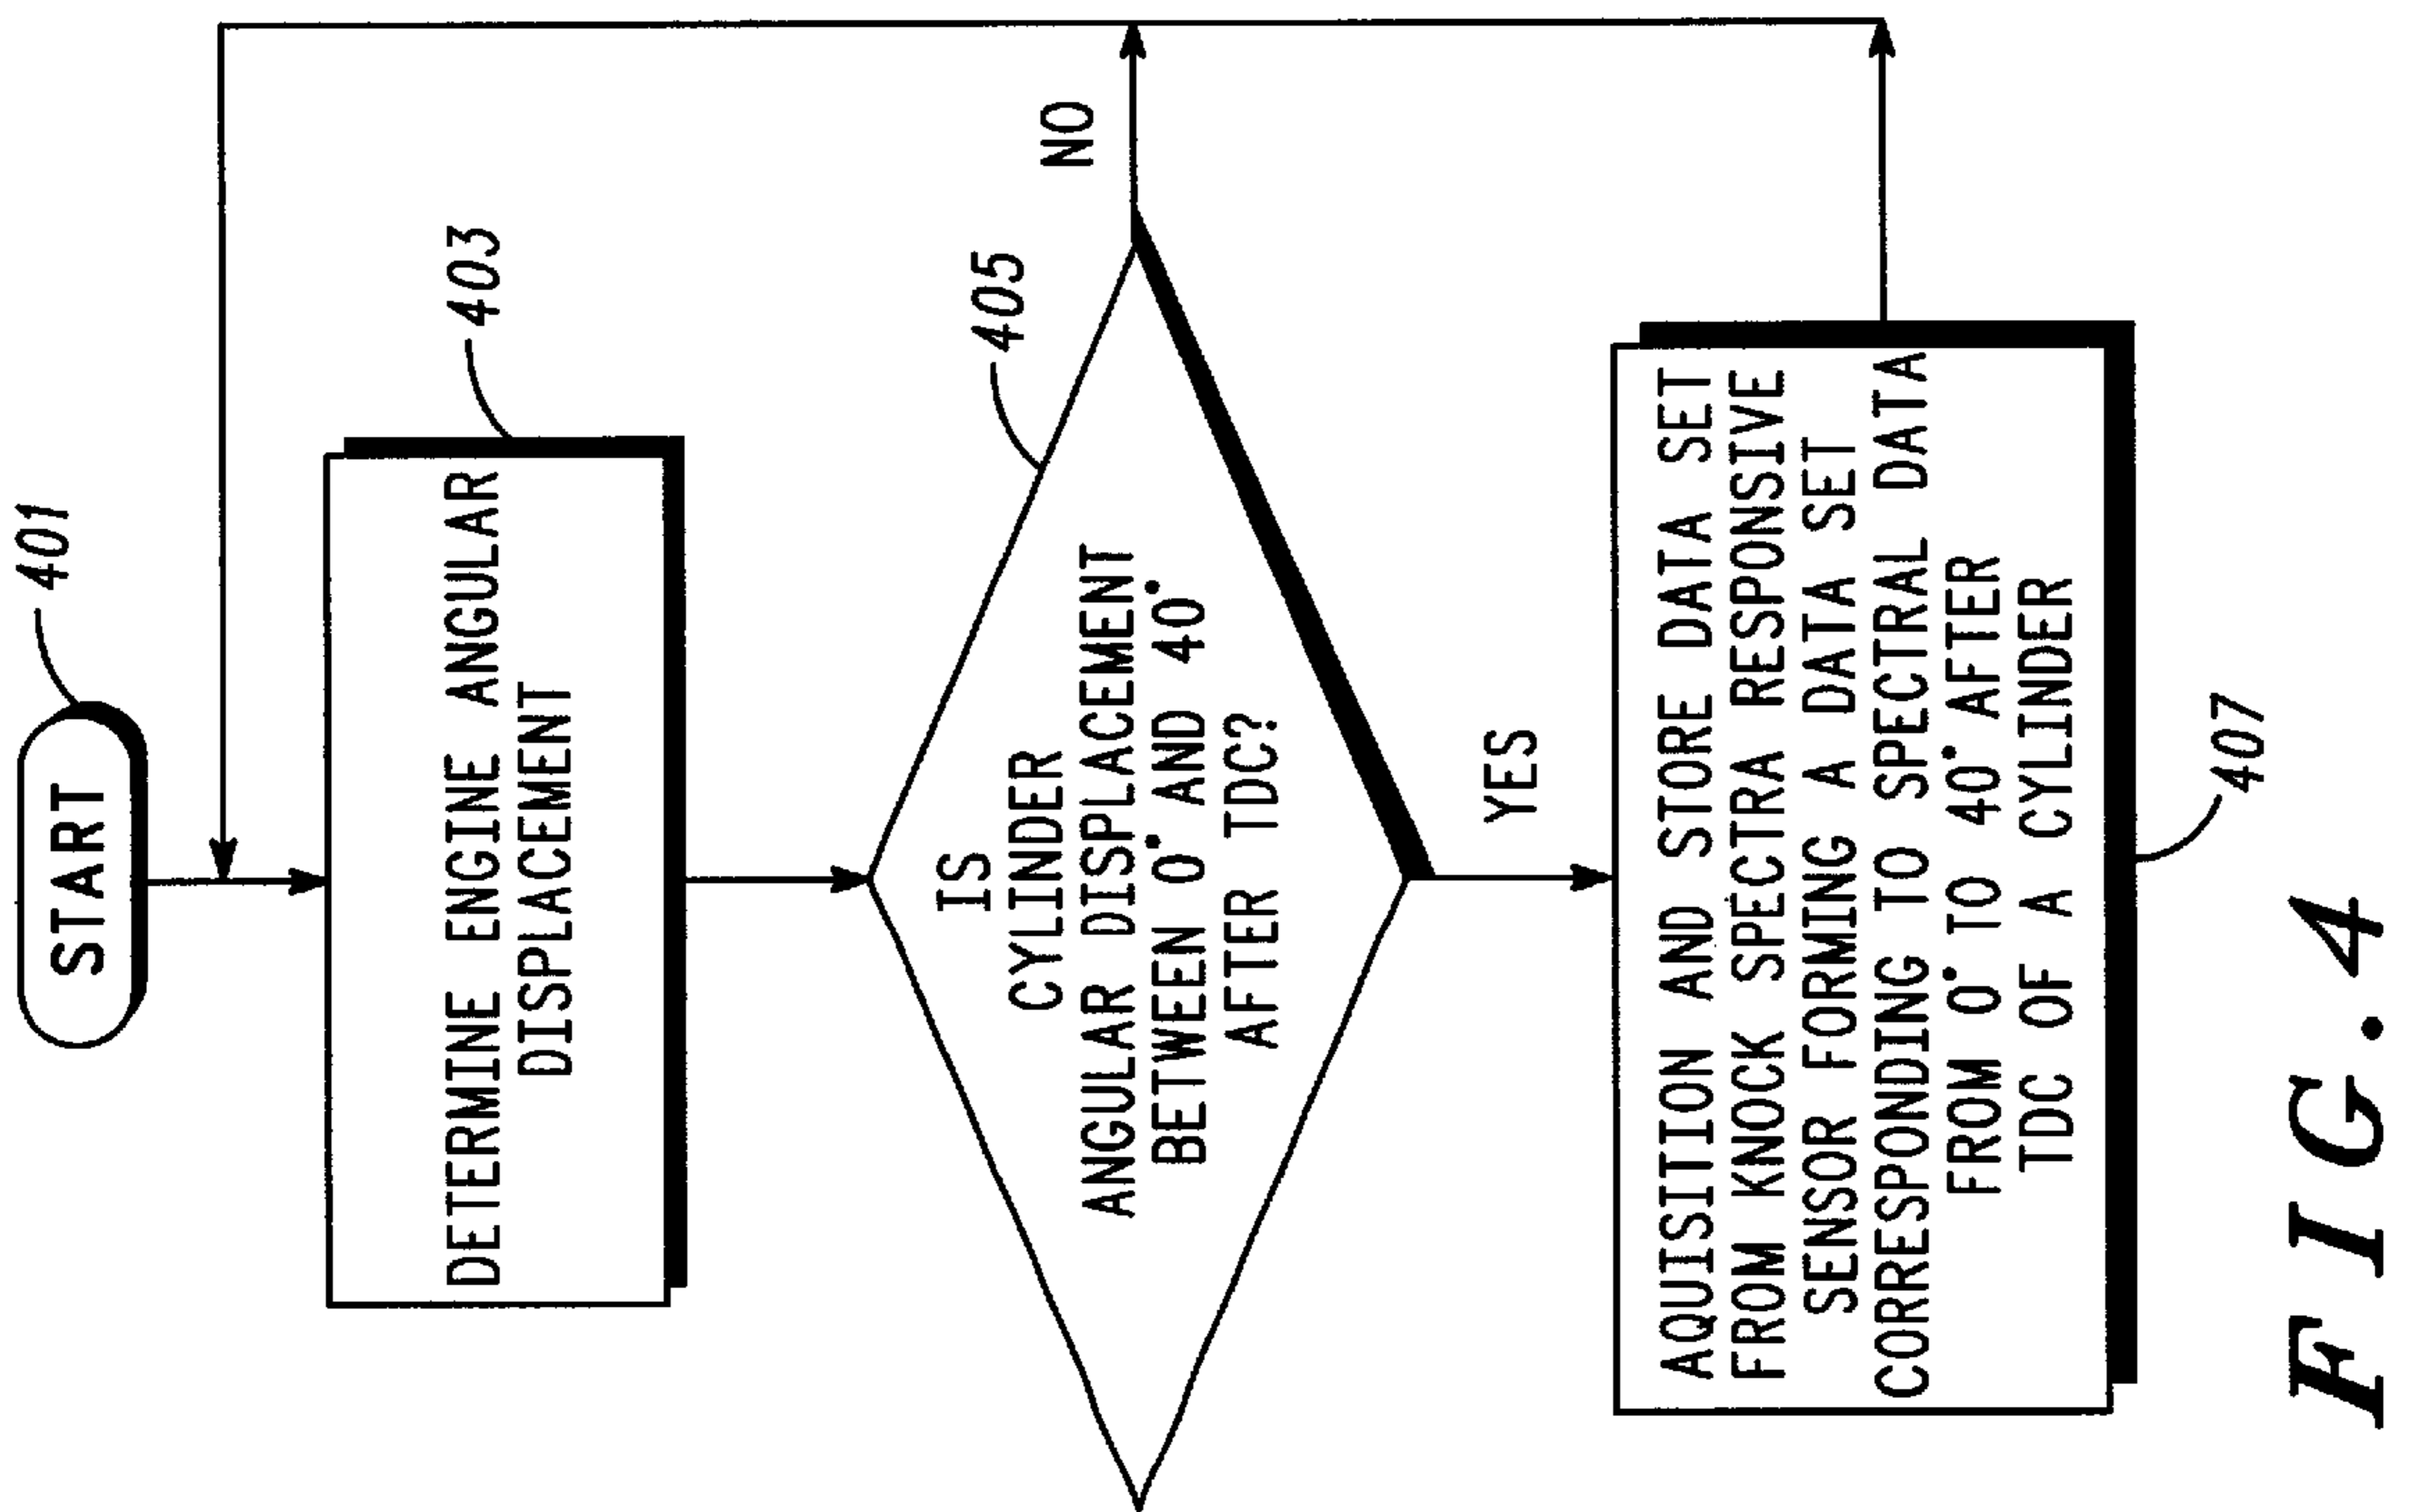 START
401
DETERMINE ENGINE ANGULAR
DISPLACEMENT
403
IS
CYLINDER
ANGULAR DISPLACEMENT
BETWEEN 0° AND 40°
AFTER TDC?
405
NO
YES
AQUISITION AND STORE DATA SET
FROM KNOCK SPECTRA RESPONSIVE
SENSOR FORMING A DATA SET
CORRESPONDING TO SPECTRAL DATA
FROM 0° TO 40° AFTER
TDC OF A CYLINDER
407
FIG. 4